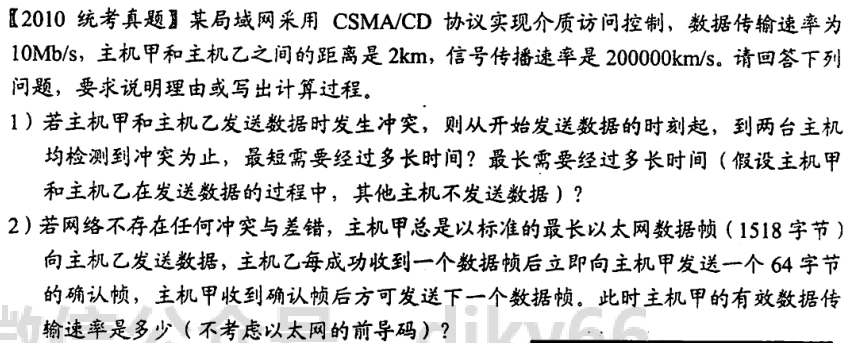 【2010 统考真题】某局域网采用 CSMA/CD 协议实现介质访问控制，数据传输速率为
10Mb/s，主机甲和主机乙之间的距离是 2km，信号传播速率是 200000km/s。请回答下列
问题，要求说明理由或写出计算过程。
1）若主机甲和主机乙发送数据时发生冲突，则从开始发送数据的时刻起，到两台主机
均检测到冲突为止，最短需要经过多长时间？最长需要经过多长时间（假设主机甲
和主机乙在发送数据的过程中，其他主机不发送数据）？
2）若网络不存在任何冲突与差错，主机甲总是以标准的最长以太网数据帧（1518 字节）
向主机乙发送数据，主机乙每成功收到一个数据帧后立即向主机甲发送一个 64 字节
的确认帧，主机甲收到确认帧后方可发送下一个数据帧。此时主机甲的有效数据传
输速率是多少（不考虑以太网的前导码）？